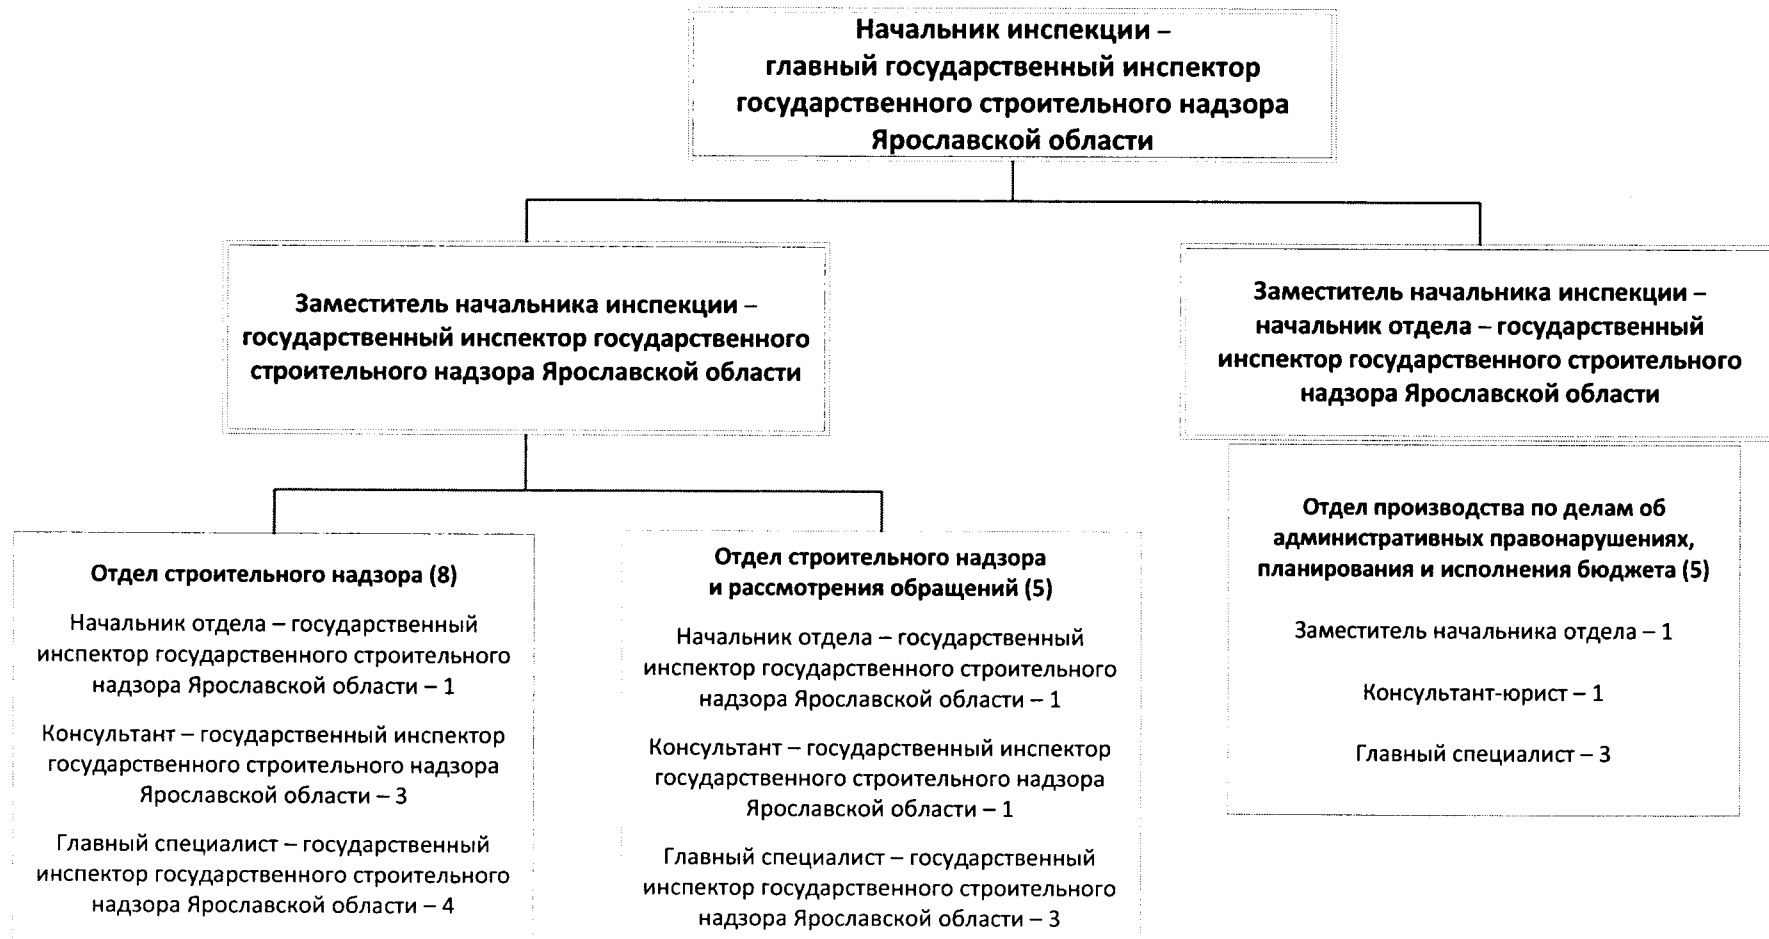 Начальник инспекции –
главный государственный инспектор
государственного строительного надзора
Ярославской области
Заместитель начальника инспекции –
государственный инспектор государственного
строительного надзора Ярославской области
Заместитель начальника инспекции –
начальник отдела – государственный
инспектор государственного строительного
надзора Ярославской области
Отдел строительного надзора (8)
Начальник отдела – государственный
инспектор государственного строительного
надзора Ярославской области – 1
Консультант – государственный инспектор
государственного строительного надзора
Ярославской области – 3
Главный специалист – государственный
инспектор государственного строительного
надзора Ярославской области – 4
Отдел строительного надзора
и рассмотрения обращений (5)
Начальник отдела – государственный
инспектор государственного строительного
надзора Ярославской области – 1
Консультант – государственный инспектор
государственного строительного надзора
Ярославской области – 1
Главный специалист – государственный
инспектор государственного строительного
надзора Ярославской области – 3
Отдел производства по делам об
административных правонарушениях,
планирования и исполнения бюджета (5)
Заместитель начальника отдела – 1
Консультант-юрист – 1
Главный специалист – 3